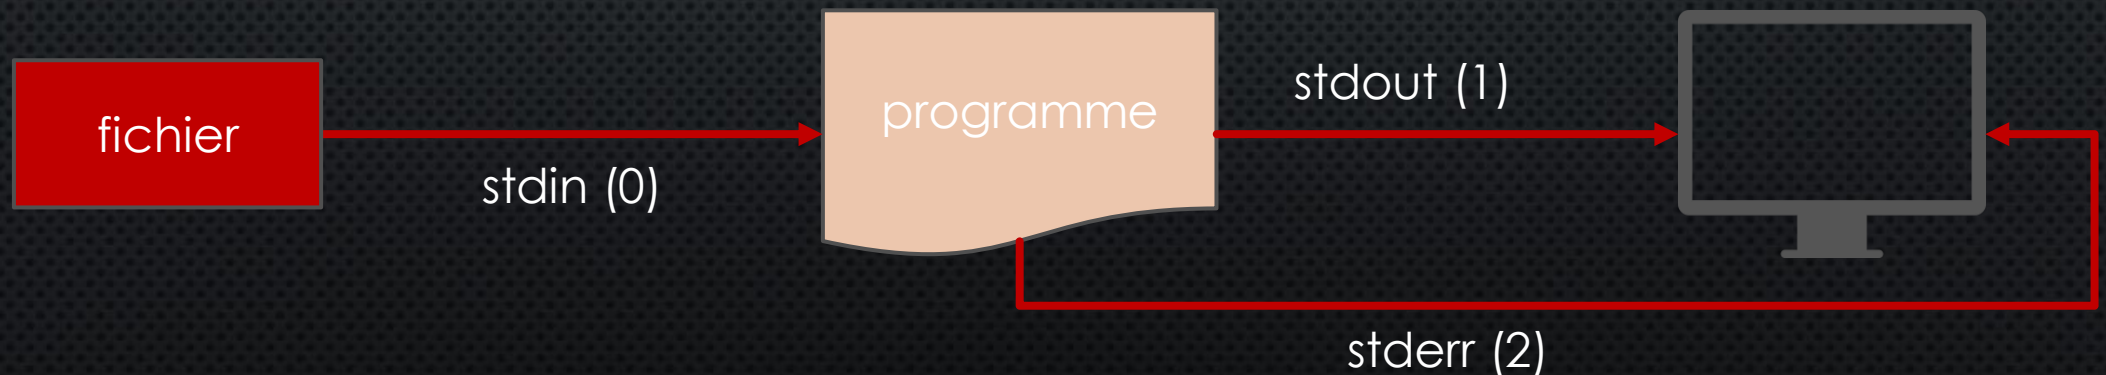 fichier
stdin (0)
programme
stdout (1)
stderr (2)